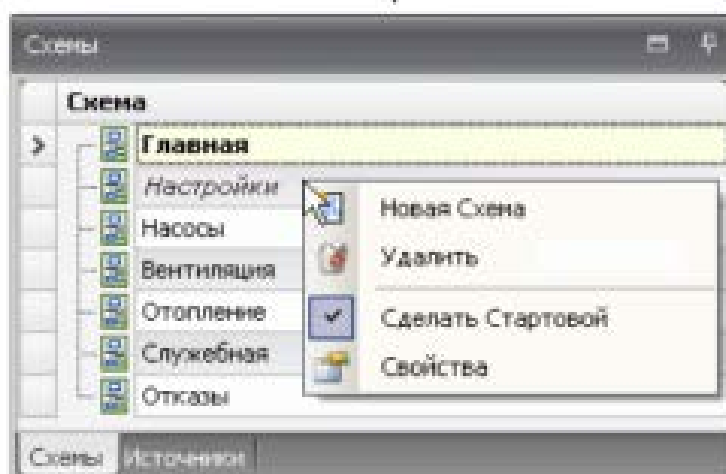 Схемы
Схема
Главная
Настройки
Насосы
Вентиляция
Отопление
Служебная
Отказы
Новая Схема
Удалить
Сделать Стартовой
Свойства
Схемы Источники